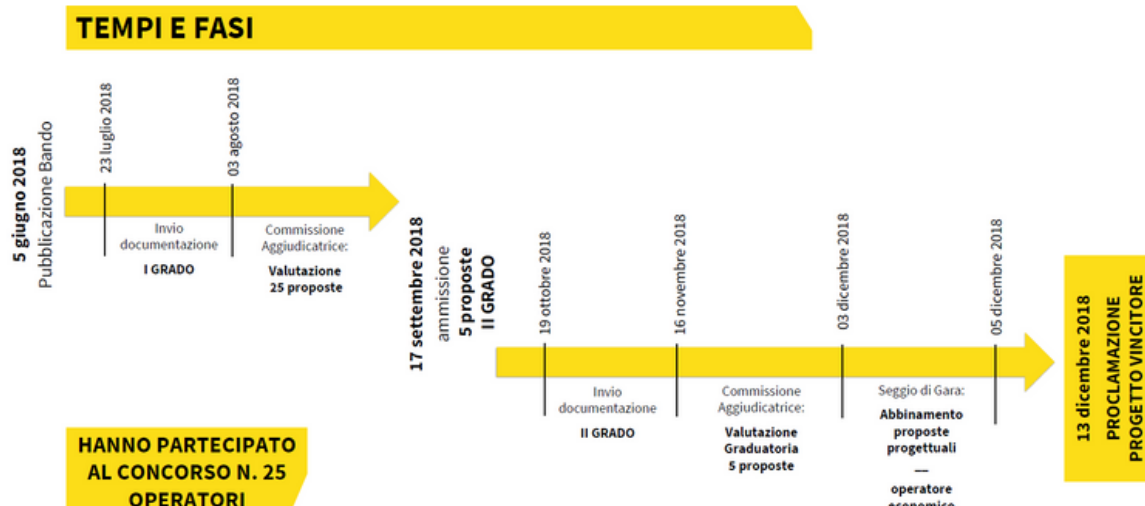 TEMPI E FASI
5 giugno 2018
Pubblicazione Bando
23 luglio 2018
03 agosto 2018
Invio
documentazione
I GRADO
Commissione
Aggiudicatrice:
Valutazione
25 proposte
17 settembre 2018
ammissione
5 proposte
II GRADO
19 ottobre 2018
16 novembre 2018
03 dicembre 2018
05 dicembre 2018
Invio
documentazione
II GRADO
Commissione
Aggiudicatrice:
Valutazione
Graduatoria
5 proposte
Seggio di Gara:
Abbinamento
proposte
progettuali
—
operatore
economico
13 dicembre 2018
PROCLAMAZIONE
PROGETTO VINCITORE
HANNO PARTECIPATO
AL CONCORSO N. 25
OPERATORI